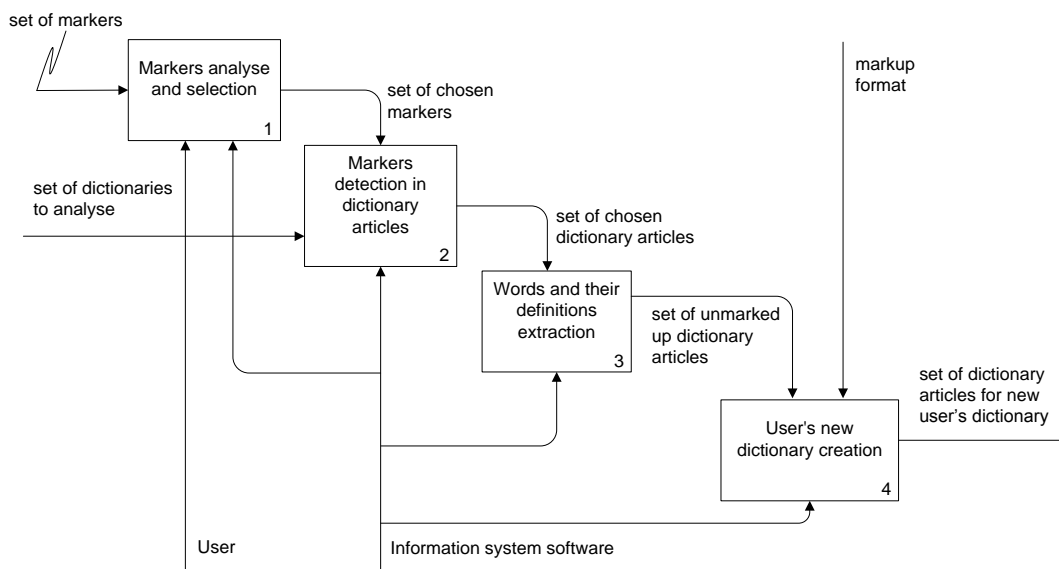 set of markers
Markers analyse
and selection
1
set of chosen
markers
markup
format
set of dictionaries
to analyse
Markers
detection in
dictionary
articles
2
set of chosen
dictionary articles
Words and their
definitions
extraction
3
set of unmarked
up dictionary
articles
set of dictionary
articles for new
user’s dictionary
User's new
dictionary creation
4
User
Information system software